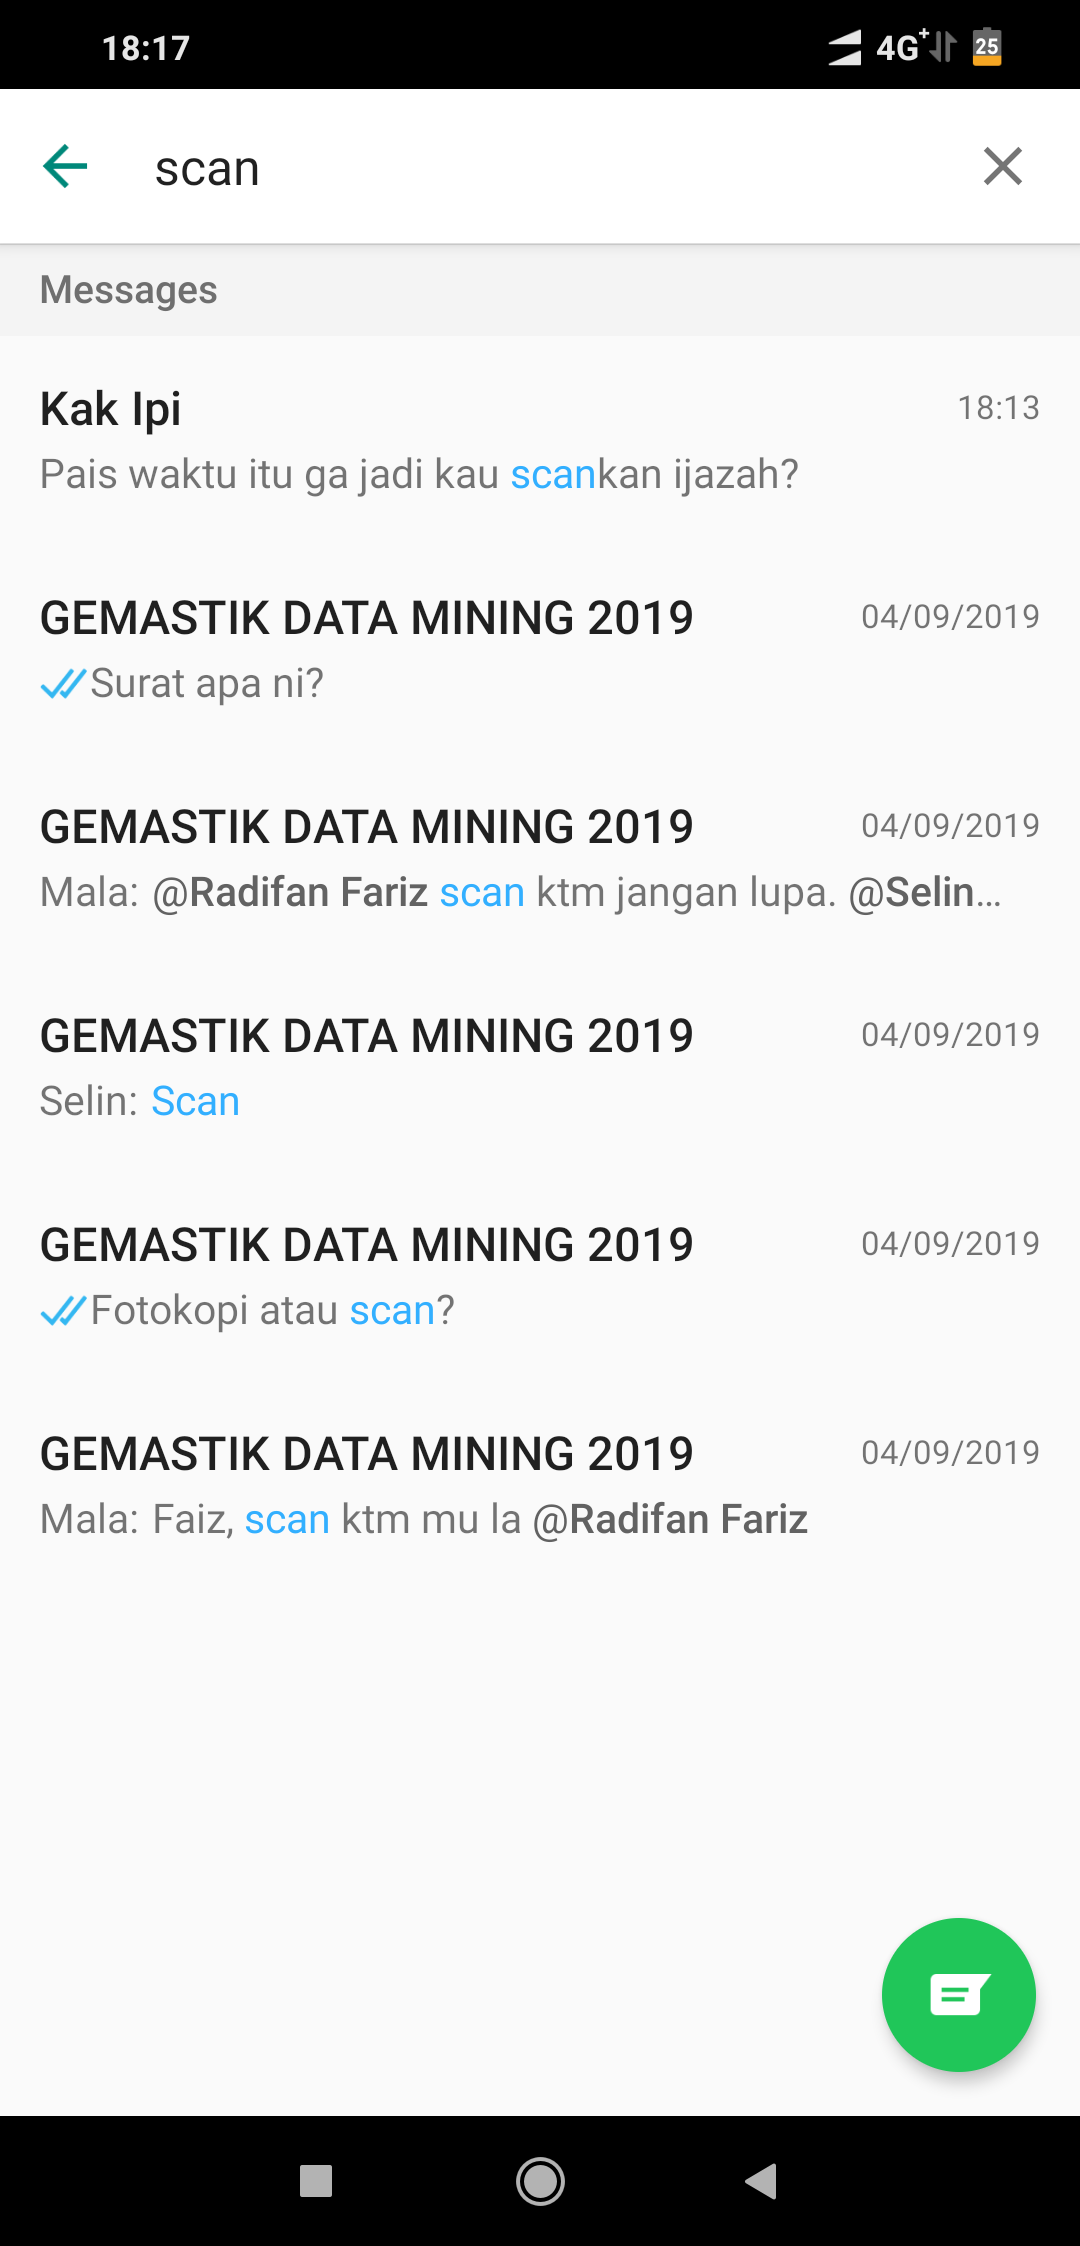 18:17 4G+ 25
scan
Messages
Kak Ipi 18:13
Pais waktu itu ga jadi kau scankan ijazah?
GEMASTIK DATA MINING 2019 04/09/2019
Surat apa ni?
GEMASTIK DATA MINING 2019 04/09/2019
Mala: @Radifan Fariz scan ktm jangan lupa. @Selin...
GEMASTIK DATA MINING 2019 04/09/2019
Selin: Scan
GEMASTIK DATA MINING 2019 04/09/2019
Fotokopi atau scan?
GEMASTIK DATA MINING 2019 04/09/2019
Mala: Faiz, scan ktm mu la @Radifan Fariz